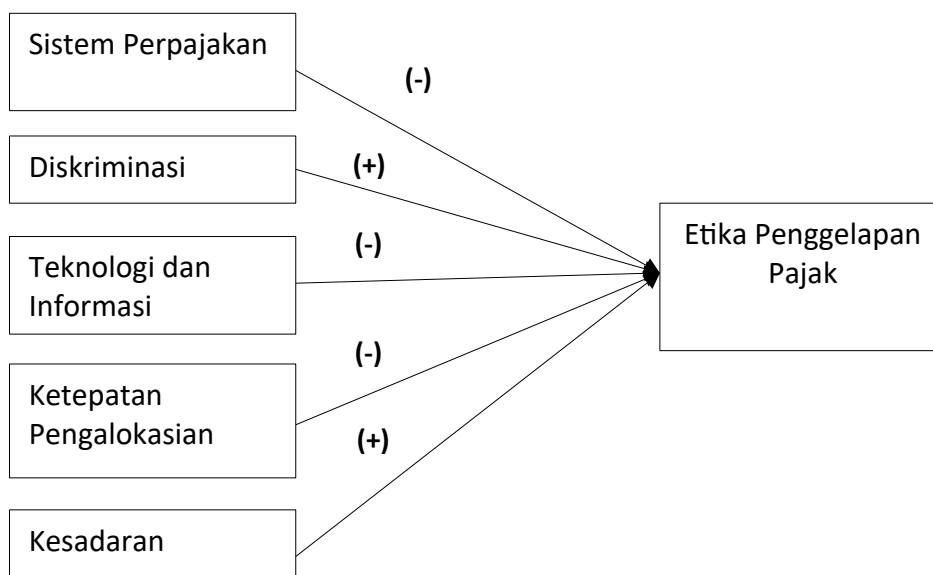 Sistem Perpajakan
(-)
Diskriminasi
(+)
Teknologi dan
Informasi
(-)
Ketepatan
Pengalokasian
(-)
Kesadaran
(+)
Etika Penggelapan
Pajak